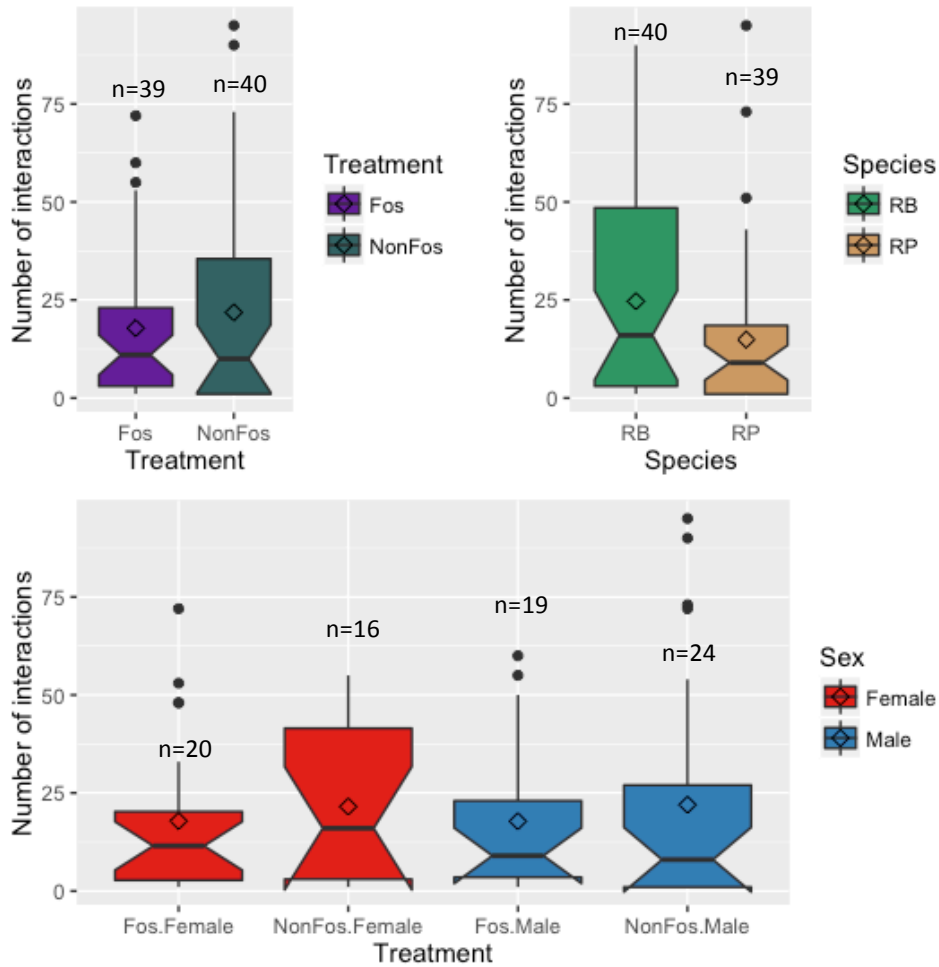 Number of interactions
75
50
25
0
n=39
n=40
Fos
NonFos
Treatment
Treatment
Fos
NonFos
Number of interactions
75
50
25
0
n=40
n=39
RB
RP
Species
Species
RB
RP
Number of interactions
75
50
25
0
n=20
n=16
n=19
n=24
Fos.Female
NonFos.Female
Fos.Male
NonFos.Male
Treatment
Sex
Female
Male